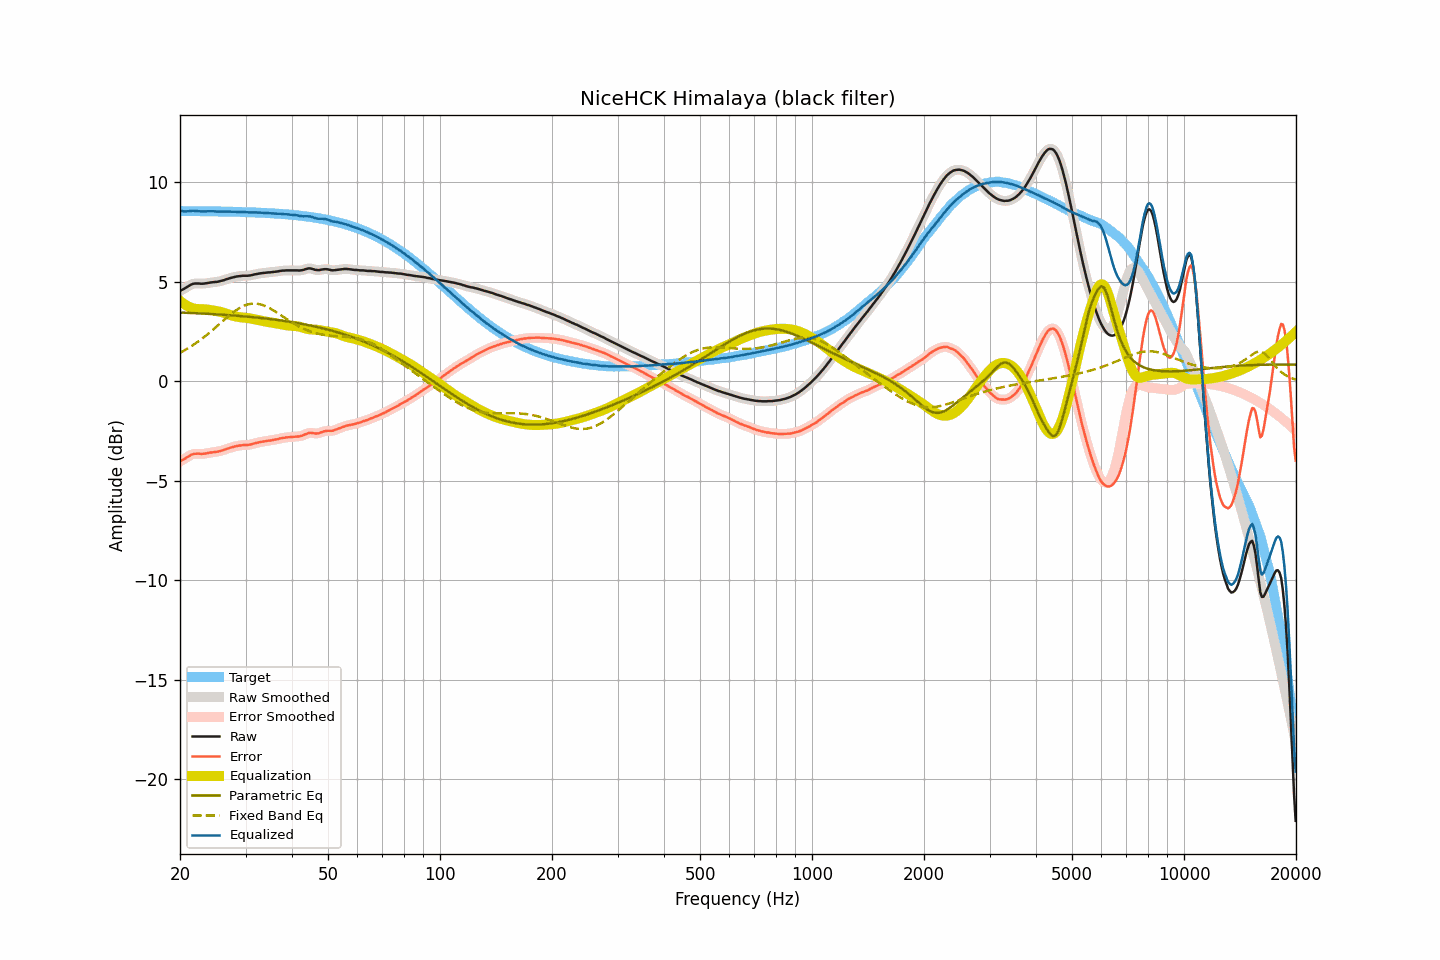 NiceHCK Himalaya (black filter)
10
5
0
−5
−10
−15
−20
Amplitude (dBr)
Target
Raw Smoothed
Error Smoothed
Raw
Error
Equalization
Parametric Eq
Fixed Band Eq
Equalized
20 50 100 200 500 1000 2000 5000 10000 20000
Frequency (Hz)